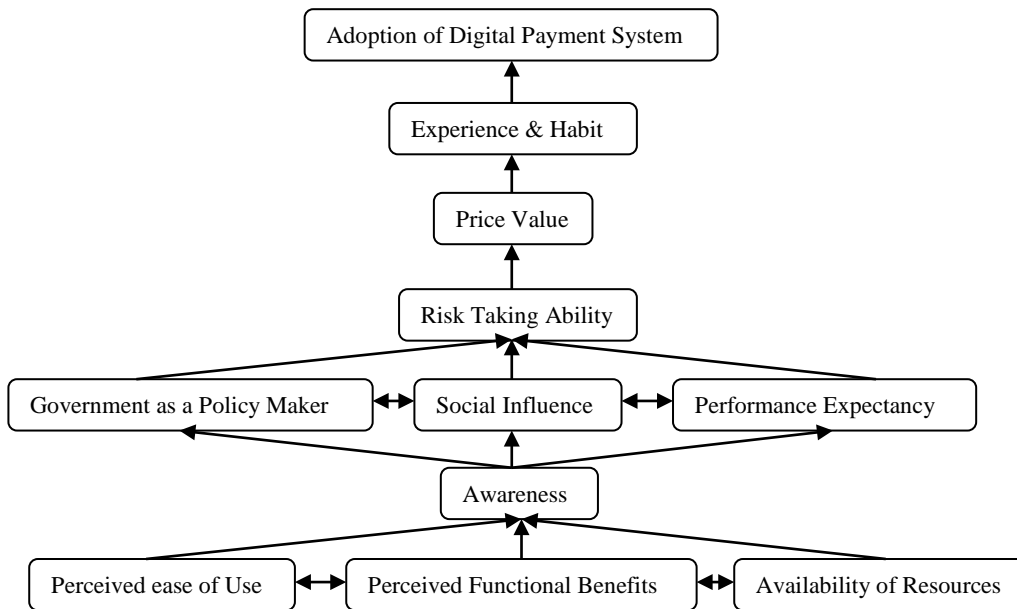 Adoption of Digital Payment System
Experience & Habit
Price Value
Risk Taking Ability
Government as a Policy Maker
Social Influence
Performance Expectancy
Awareness
Perceived ease of Use
Perceived Functional Benefits
Availability of Resources